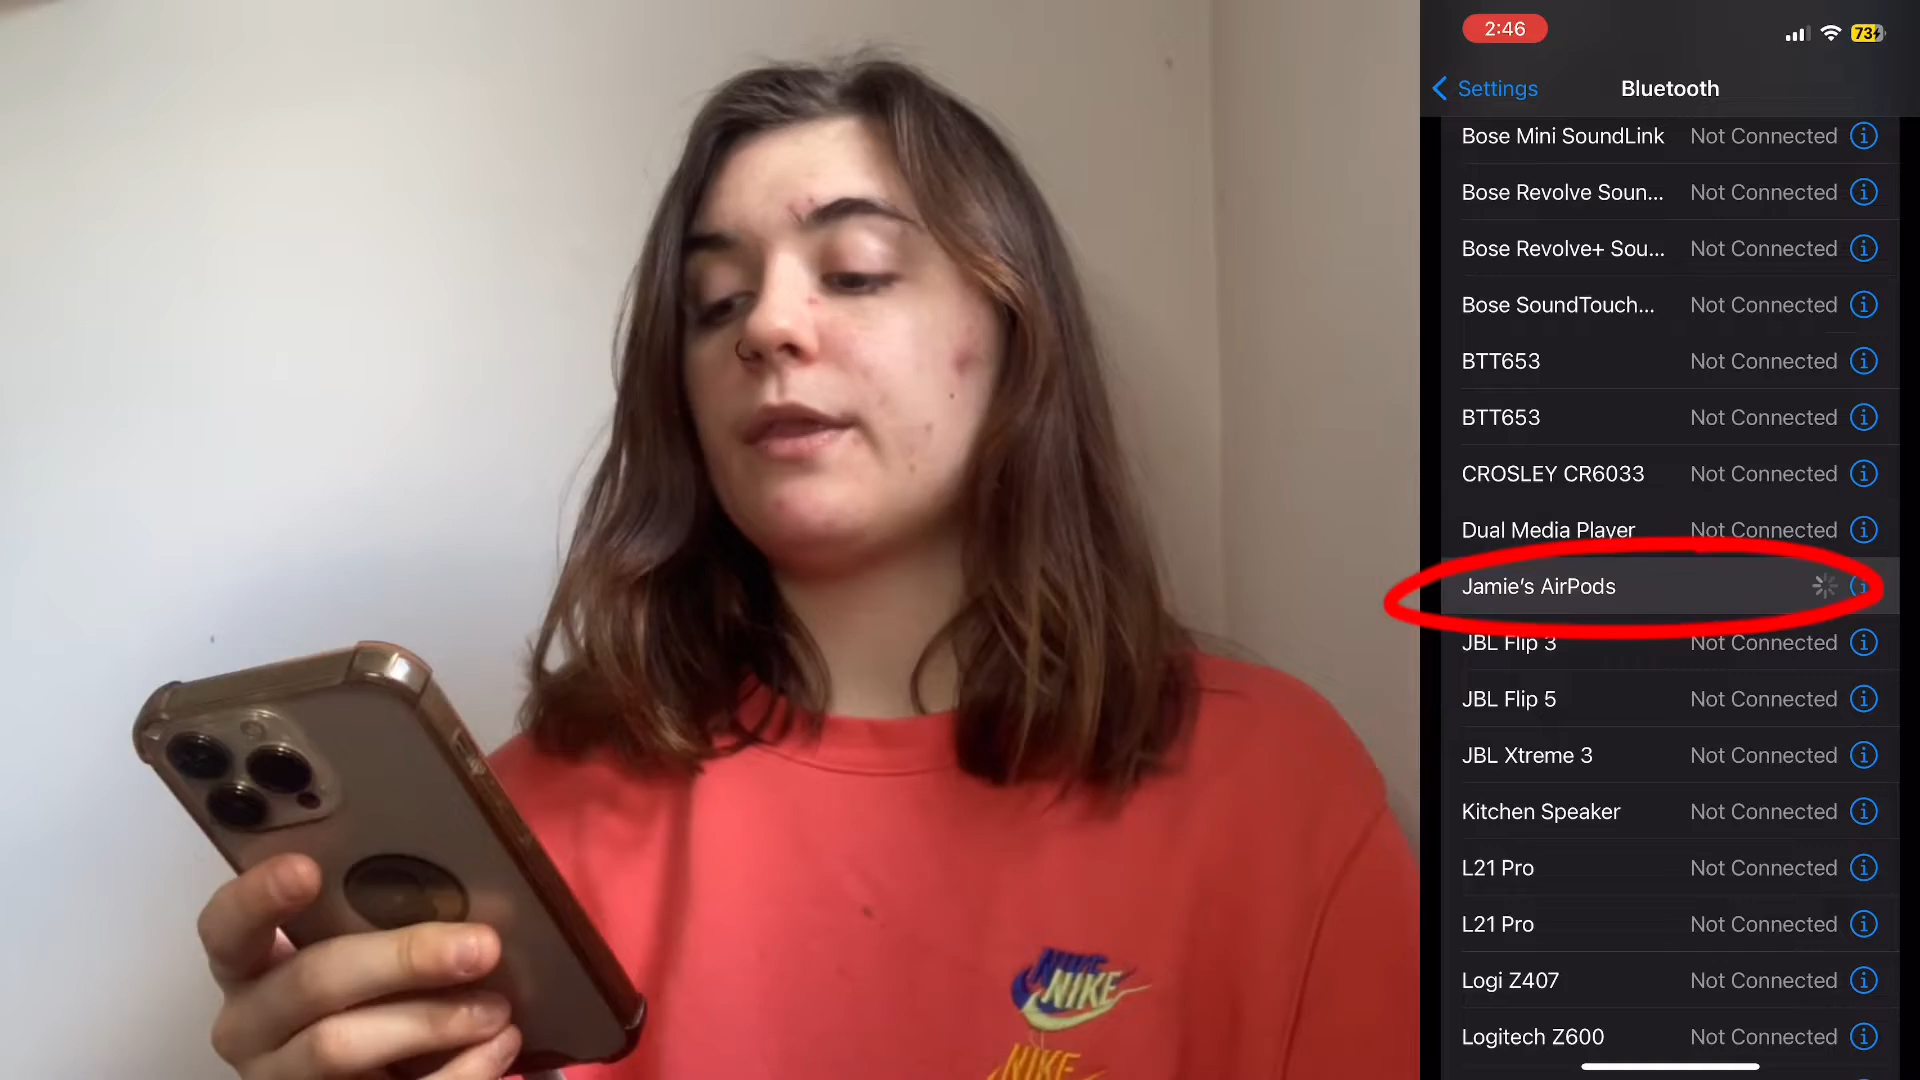 2:46
73
Settings
Bluetooth
Bose Mini SoundLink Not Connected
Bose Revolve Soun... Not Connected
Bose Revolve+ Sou... Not Connected
Bose SoundTouch... Not Connected
BTT653 Not Connected
BTT653 Not Connected
CROSLEY CR6033 Not Connected
Dual Media Player Not Connected
Jamie's AirPods
JBL Flip 3 Not Connected
JBL Flip 5 Not Connected
JBL Xtreme 3 Not Connected
Kitchen Speaker Not Connected
L21 Pro Not Connected
L21 Pro Not Connected
Logi Z407 Not Connected
Logitech Z600 Not Connected
NIKE
NIKE
NIKE